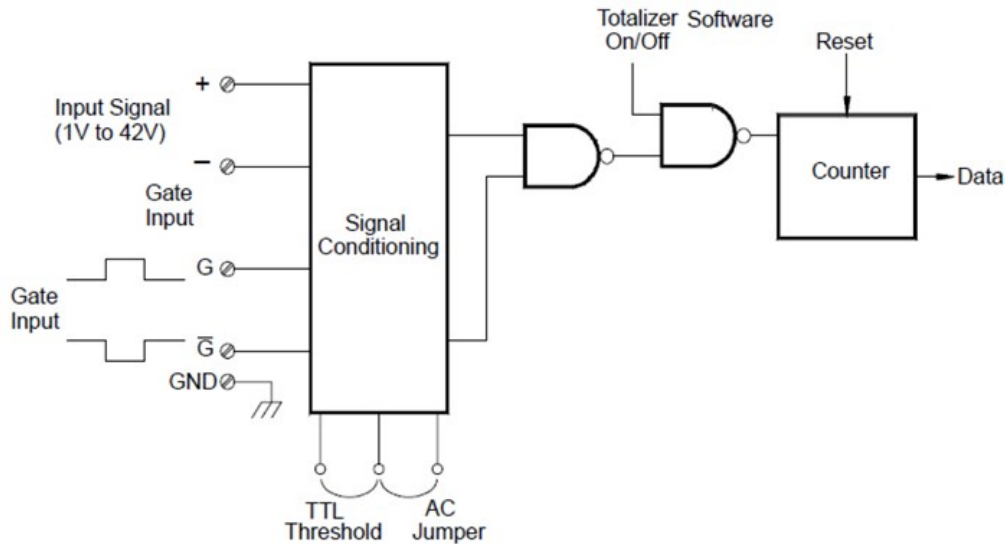 Totalizer Software
On/Off
Reset
+
Input Signal
(1V to 42V)
−
Gate
Input
Signal
Conditioning
Counter
Data
G
Gate
Input
G̅
GND
TTL
Threshold
AC
Jumper